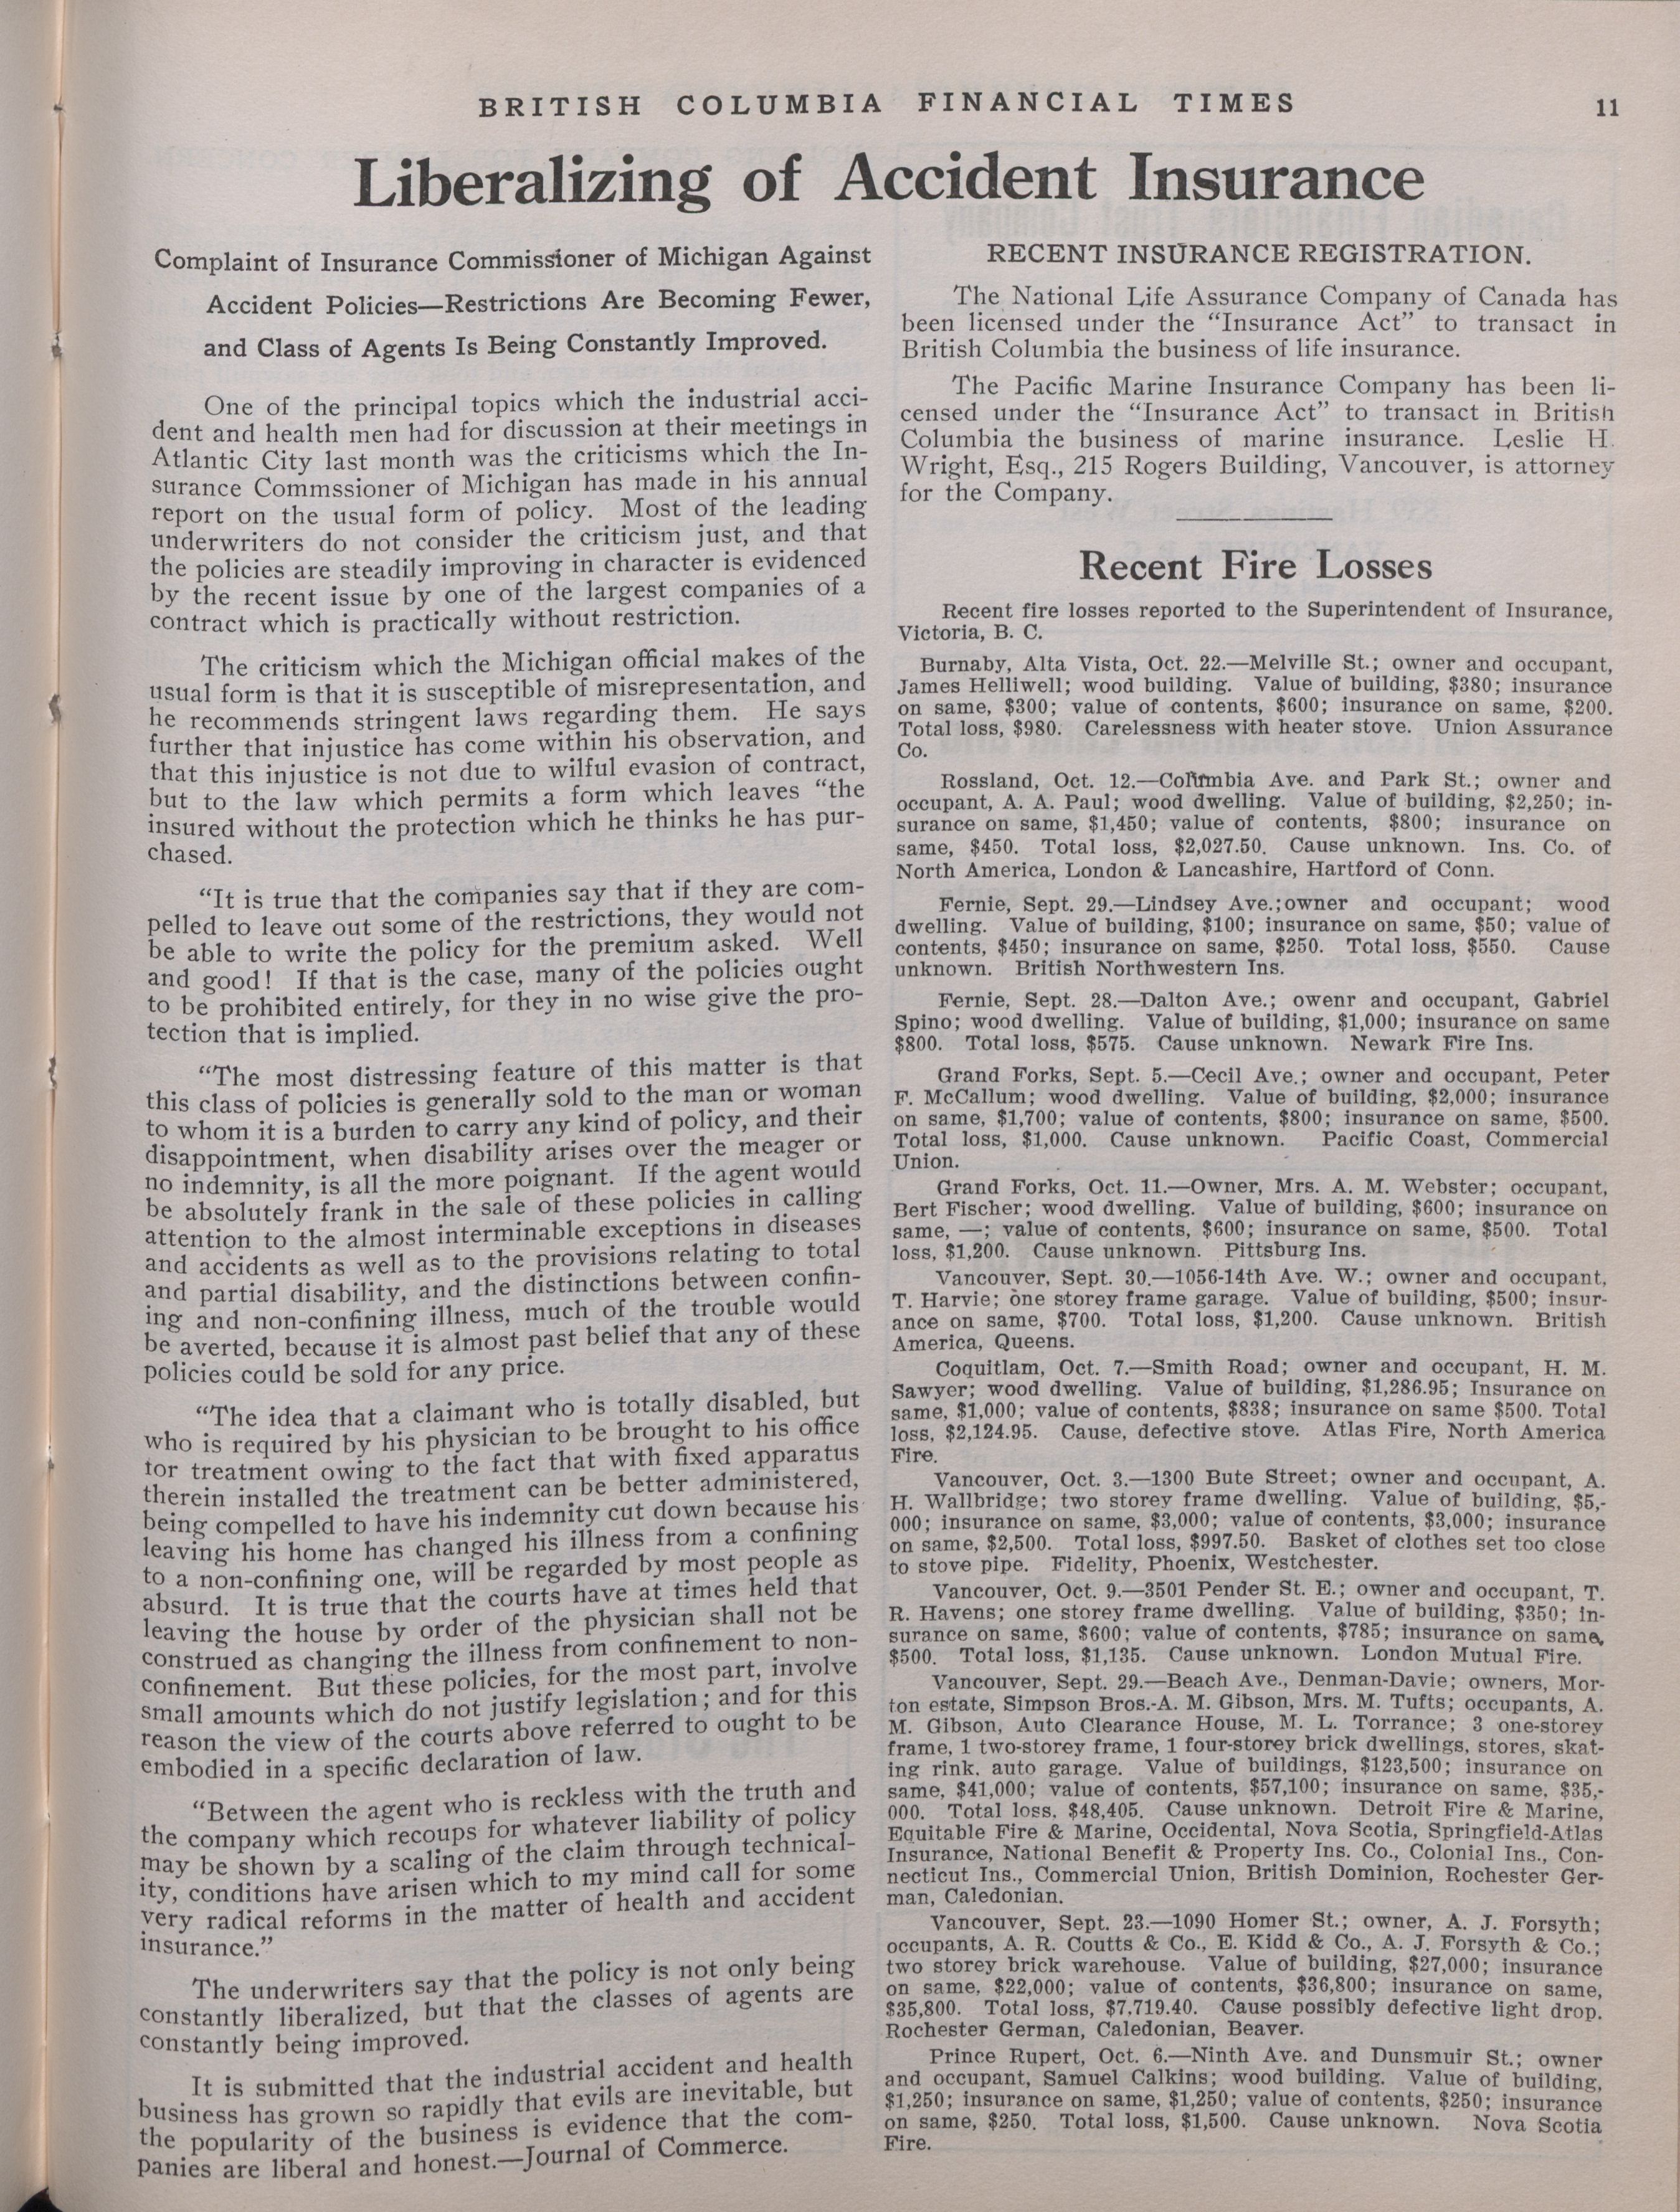 BRITISH COLUMBIA FINANCIAL TIMES 11
Liberalizing of Accident Insurance
Complaint of Insurance Commissioner of Michigan Against
Accident Policies—Restrictions Are Becoming Fewer,
and Class of Agents Is Being Constantly Improved.
One of the principal topics which the industrial acci-
dent and health men had for discussion at their meetings in
Atlantic City last month was the criticisms which the In-
surance Commssioner of Michigan has made in his annual
report on the usual form of policy. Most of the leading
underwriters do not consider the criticism just, and that
the policies are steadily improving in character is evidenced
by the recent issue by one of the largest companies of a
contract which is practically without restriction.
The criticism which the Michigan official makes of the
usual form is that it is susceptible of misrepresentation, and
he recommends stringent laws regarding them. He says
further that injustice has come within his observation, and
that this injustice is not due to wilful evasion of contract,
but to the law which permits a form which leaves “the
insured without the protection which he thinks he has pur-
chased.
“It is true that the companies say that if they are com-
pelled to leave out some of the restrictions, they would not
be able to write the policy for the premium asked. Well
and good! If that is the case, many of the policies ought
to be prohibited entirely, for they in no wise give the pro-
tection that is implied.
“The most distressing feature of this matter is that
this class of policies is generally sold to the man or woman
to whom it is a burden to carry any kind of policy, and their
disappointment, when disability arises over the meager or
no indemnity, is all the more poignant. If the agent would
be absolutely frank in the sale of these policies in calling
attention to the almost interminable exceptions in diseases
and accidents as well as to the provisions relating to total
and partial disability, and the distinctions between confin-
ing and non-confining illness, much of the trouble would
be averted, because it is almost past belief that any of these
policies could be sold for any price.
“The idea that a claimant who is totally disabled, but
who is required by his physician to be brought to his office
for treatment owing to the fact that with fixed apparatus
therein installed the treatment can be better administered,
being compelled to have his indemnity cut down because his
leaving his home has changed his illness from a confining
to a non-confining one, will be regarded by most people as
absurd. It is true that the courts have at times held that
leaving the house by order of the physician shall not be
construed as changing the illness from confinement to non-
confinement. But these policies, for the most part, involve
small amounts which do not justify legislation; and for this
reason the view of the courts above referred to ought to be
embodied in a specific declaration of law.
“Between the agent who is reckless with the truth and
the company which recoups for whatever liability of policy
may be shown by a scaling of the claim through technical-
ity, conditions have arisen which to my mind call for some
very radical reforms in the matter of health and accident
insurance.”
The underwriters say that the policy is not only being
constantly liberalized, but that the classes of agents are
constantly being improved.
It is submitted that the industrial accident and health
business has grown so rapidly that evils are inevitable, but
the popularity of the business is evidence that the com-
panies are liberal and honest.—Journal of Commerce.
RECENT INSURANCE REGISTRATION.
The National Life Assurance Company of Canada has
been licensed under the “Insurance Act” to transact in
British Columbia the business of life insurance.
The Pacific Marine Insurance Company has been li-
censed under the “Insurance Act” to transact in British
Columbia the business of marine insurance. Leslie H.
Wright, Esq., 215 Rogers Building, Vancouver, is attorney
for the Company.
Recent Fire Losses
Recent fire losses reported to the Superintendent of Insurance,
Victoria, B. C.
Burnaby, Alta Vista, Oct. 22.—Melville St.; owner and occupant,
James Helliwell; wood building. Value of building, $380; insurance
on same, $300; value of contents, $600; insurance on same, $200.
Total loss, $980. Carelessness with heater stove. Union Assurance
Co.
Rossland, Oct. 12.—Columbia Ave. and Park St.; owner and
occupant, A. A. Paul; wood dwelling. Value of building, $2,250; in-
surance on same, $1,450; value of contents, $800; insurance on
same, $450. Total loss, $2,027.50. Cause unknown. Ins. Co. of
North America, London & Lancashire, Hartford of Conn.
Fernie, Sept. 29.—Lindsey Ave.;owner and occupant; wood
dwelling. Value of building, $100; insurance on same, $50; value of
contents, $450; insurance on same, $250. Total loss, $550. Cause
unknown. British Northwestern Ins.
Fernie, Sept. 28.—Dalton Ave.; owenr and occupant, Gabriel
Spino; wood dwelling. Value of building, $1,000; insurance on same
$800. Total loss, $575. Cause unknown. Newark Fire Ins.
Grand Forks, Sept. 5.—Cecil Ave.; owner and occupant, Peter
F. McCallum; wood dwelling. Value of building, $2,000; insurance
on same, $1,700; value of contents, $800; insurance on same, $500.
Total loss, $1,000. Cause unknown. Pacific Coast, Commercial
Union.
Grand Forks, Oct. 11.—Owner, Mrs. A. M. Webster; occupant,
Bert Fischer; wood dwelling. Value of building, $600; insurance on
same, —; value of contents, $600; insurance on same, $500. Total
loss, $1,200. Cause unknown. Pittsburg Ins.
Vancouver, Sept. 30.—1056-14th Ave. W.; owner and occupant,
T. Harvie; one storey frame garage. Value of building, $500; insur-
ance on same, $700. Total loss, $1,200. Cause unknown. British
America, Queens.
Coquitlam, Oct. 7.—Smith Road; owner and occupant, H. M.
Sawyer; wood dwelling. Value of building, $1,286.95; Insurance on
same, $1,000; value of contents, $838; insurance on same $500. Total
loss, $2,124.95. Cause, defective stove. Atlas Fire, North America
Fire.
Vancouver, Oct. 3.—1300 Bute Street; owner and occupant, A.
H. Wallbridge; two storey frame dwelling. Value of building, $5,-
000; insurance on same, $3,000; value of contents, $3,000; insurance
on same, $2,500. Total loss, $997.50. Basket of clothes set too close
to stove pipe. Fidelity, Phoenix, Westchester.
Vancouver, Oct. 9.—3501 Pender St. E.; owner and occupant, T.
R. Havens; one storey frame dwelling. Value of building, $350; in-
surance on same, $600; value of contents, $785; insurance on same,
$500. Total loss, $1,135. Cause unknown. London Mutual Fire.
Vancouver, Sept. 29.—Beach Ave., Denman-Davie; owners, Mor-
ton estate, Simpson Bros.-A. M. Gibson, Mrs. M. Tufts; occupants, A.
M. Gibson, Auto Clearance House, M. L. Torrance; 3 one-storey
frame, 1 two-storey frame, 1 four-storey brick dwellings, stores, skat-
ing rink, auto garage. Value of buildings, $123,500; insurance on
same, $41,000; value of contents, $57,100; insurance on same, $35,-
000. Total loss, $48,405. Cause unknown. Detroit Fire & Marine,
Equitable Fire & Marine, Occidental, Nova Scotia, Springfield-Atlas
Insurance, National Benefit & Property Ins. Co., Colonial Ins., Con-
necticut Ins., Commercial Union, British Dominion, Rochester Ger-
man, Caledonian.
Vancouver, Sept. 23.—1090 Homer St.; owner, A. J. Forsyth;
occupants, A. R. Coutts & Co., E. Kidd & Co., A. J. Forsyth & Co.;
two storey brick warehouse. Value of building, $27,000; insurance
on same, $22,000; value of contents, $36,800; insurance on same,
$35,800. Total loss, $7,719.40. Cause possibly defective light drop.
Rochester German, Caledonian, Beaver.
Prince Rupert, Oct. 6.—Ninth Ave. and Dunsmuir St.; owner
and occupant, Samuel Calkins; wood building. Value of building,
$1,250; insurance on same, $1,250; value of contents, $250; insurance
on same, $250. Total loss, $1,500. Cause unknown. Nova Scotia
Fire.